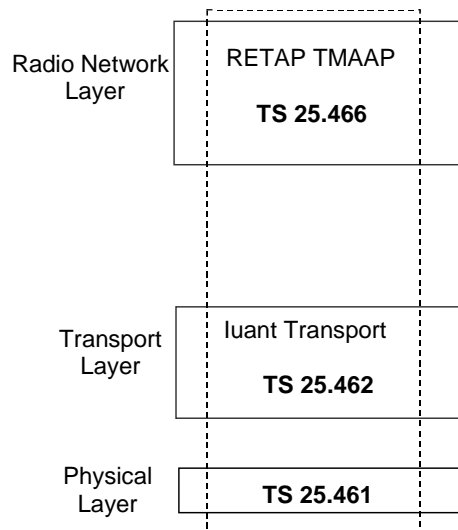 Radio Network
Layer
RETAP TMAAP
TS 25.466
Transport
Layer
Iuant Transport
TS 25.462
Physical
Layer
TS 25.461